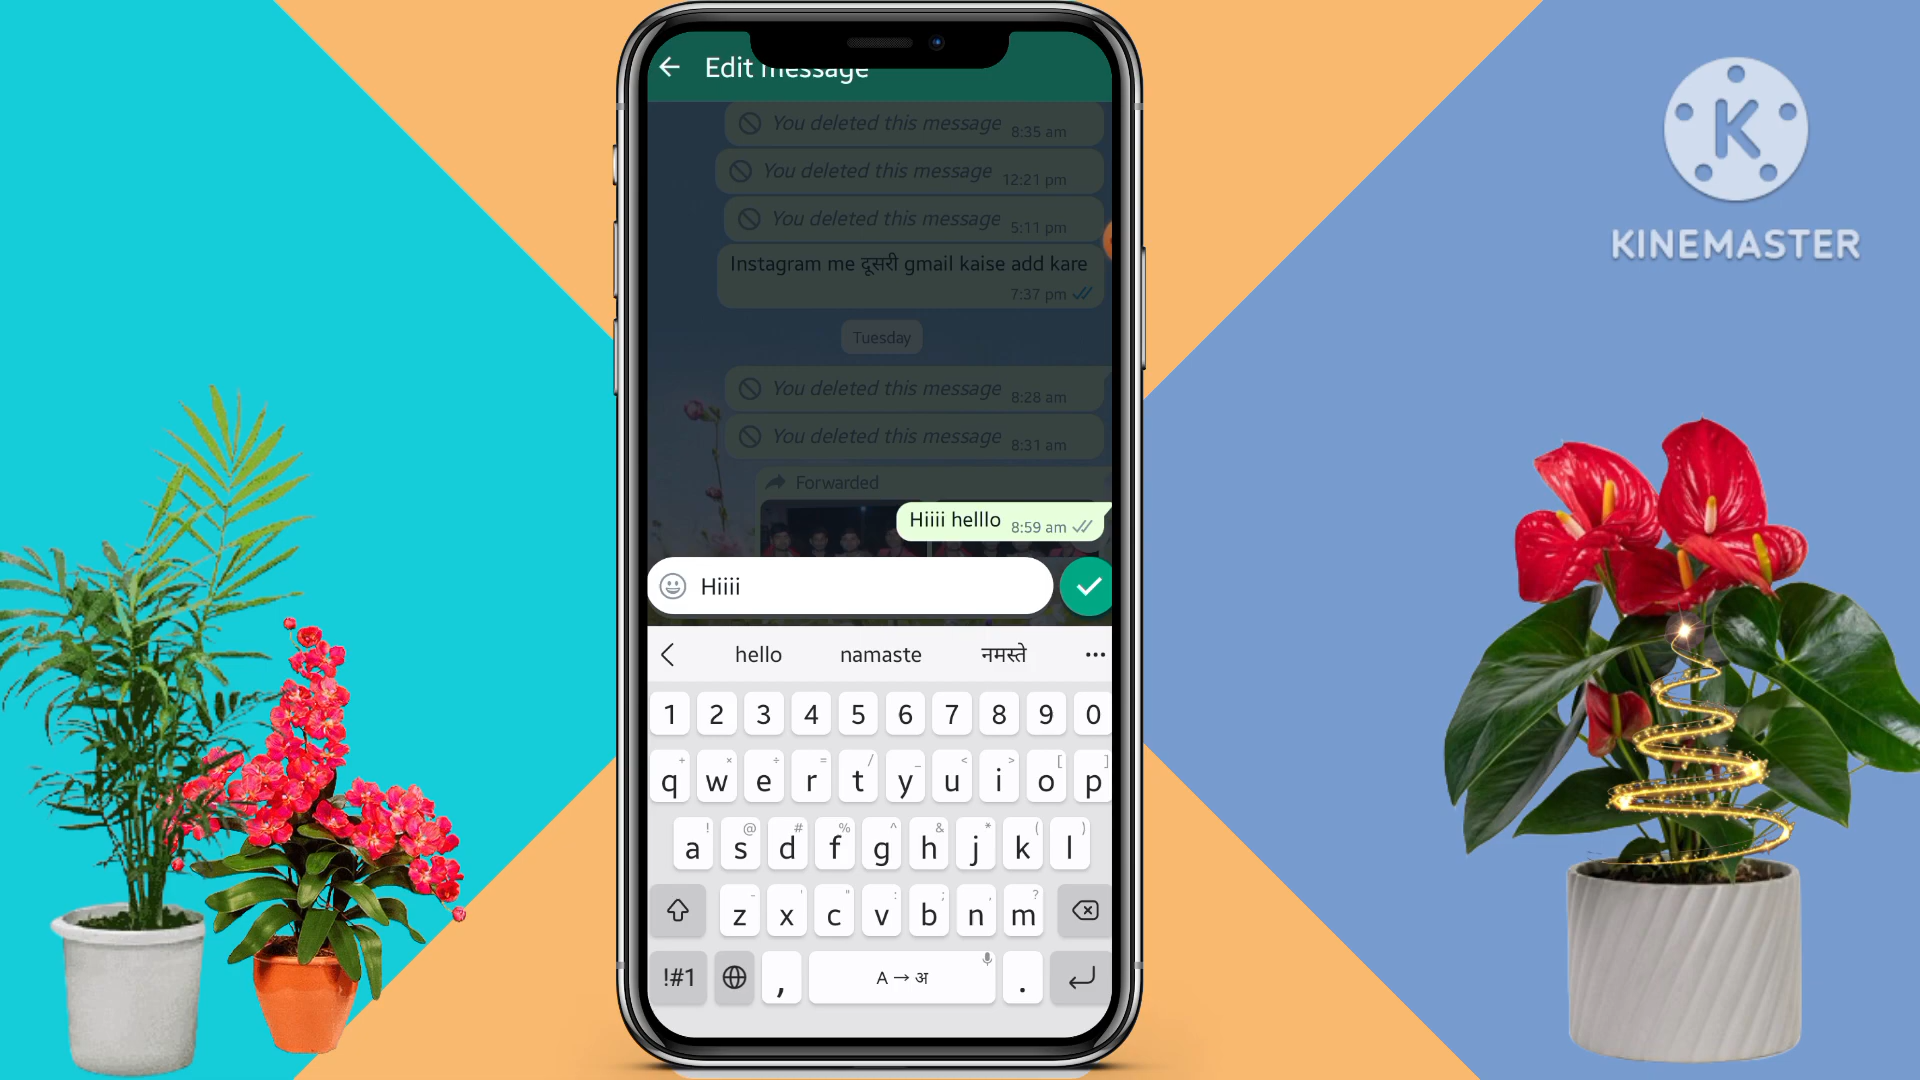 Edit message
You deleted this message 8:35 am
You deleted this message 12:21 pm
You deleted this message 5:11 pm
Instagram me दूसरी gmail kaise add kare
7:37 pm
Tuesday
You deleted this message 8:28 am
You deleted this message 8:31 am
Forwarded
Hiiii helllo 8:59 am
Hiiii
hello namaste नमस्ते
1 2 3 4 5 6 7 8 9 0
+ × ÷ = / _ < > [ ]
q w e r t y u i o p
! @ # % ^ & * ( )
a s d f g h j k l
- ' " : ; , ?
z x c v b n m
!#1 , A → अ .
K
KINEMASTER